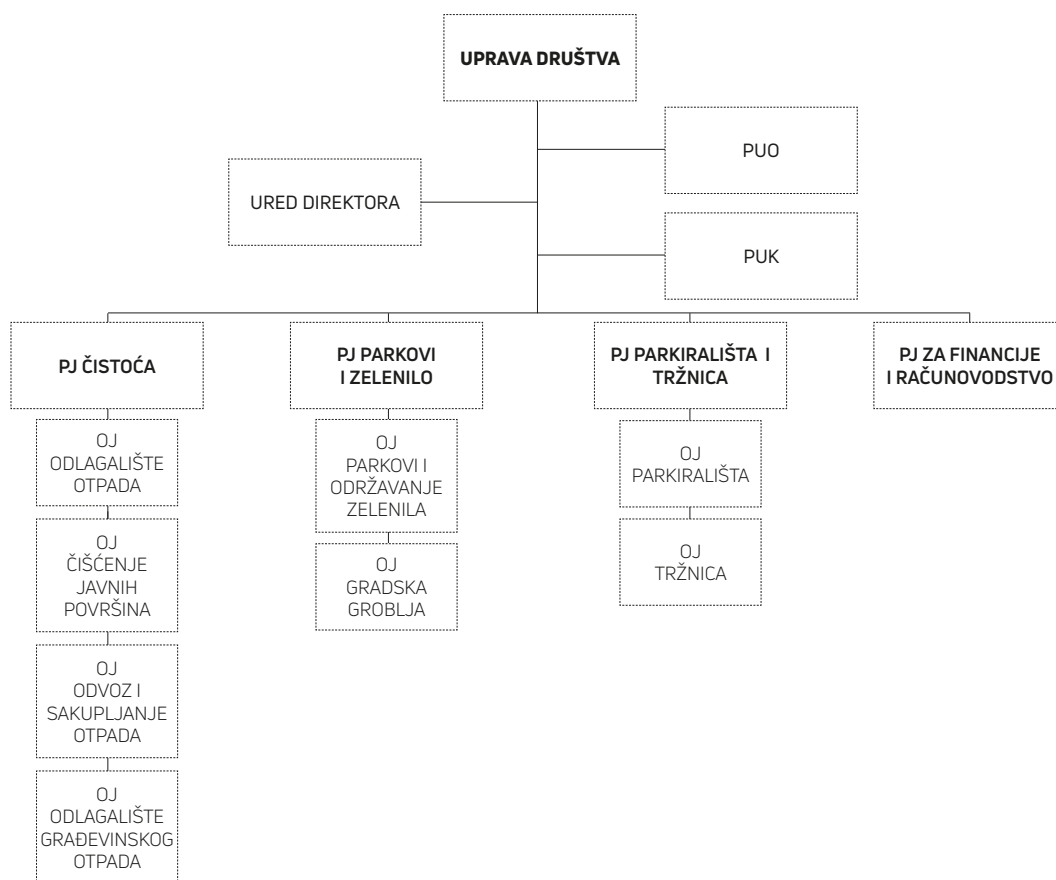 UPRAVA DRUŠTVA
PUO
URED DIREKTORA
PUK
PJ ČISTOĆA
PJ PARKOVI
I ZELENILO
PJ PARKIRALIŠTA I
TRŽNICA
PJ ZA FINANCIJE
I RAČUNOVODSTVO
OJ
ODLAGALIŠTE
OTPADA
OJ
ČIŠĆENJE
JAVNIH
POVRŠINA
OJ
ODVOZ I
SAKUPLJANJE
OTPADA
OJ
ODLAGALIŠTE
GRAĐEVINSKOG
OTPADA
OJ
PARKOVI I
ODRŽAVANJE
ZELENILA
OJ
GRADSKA
GROBLJA
OJ
PARKIRALIŠTA
OJ
TRŽNICA